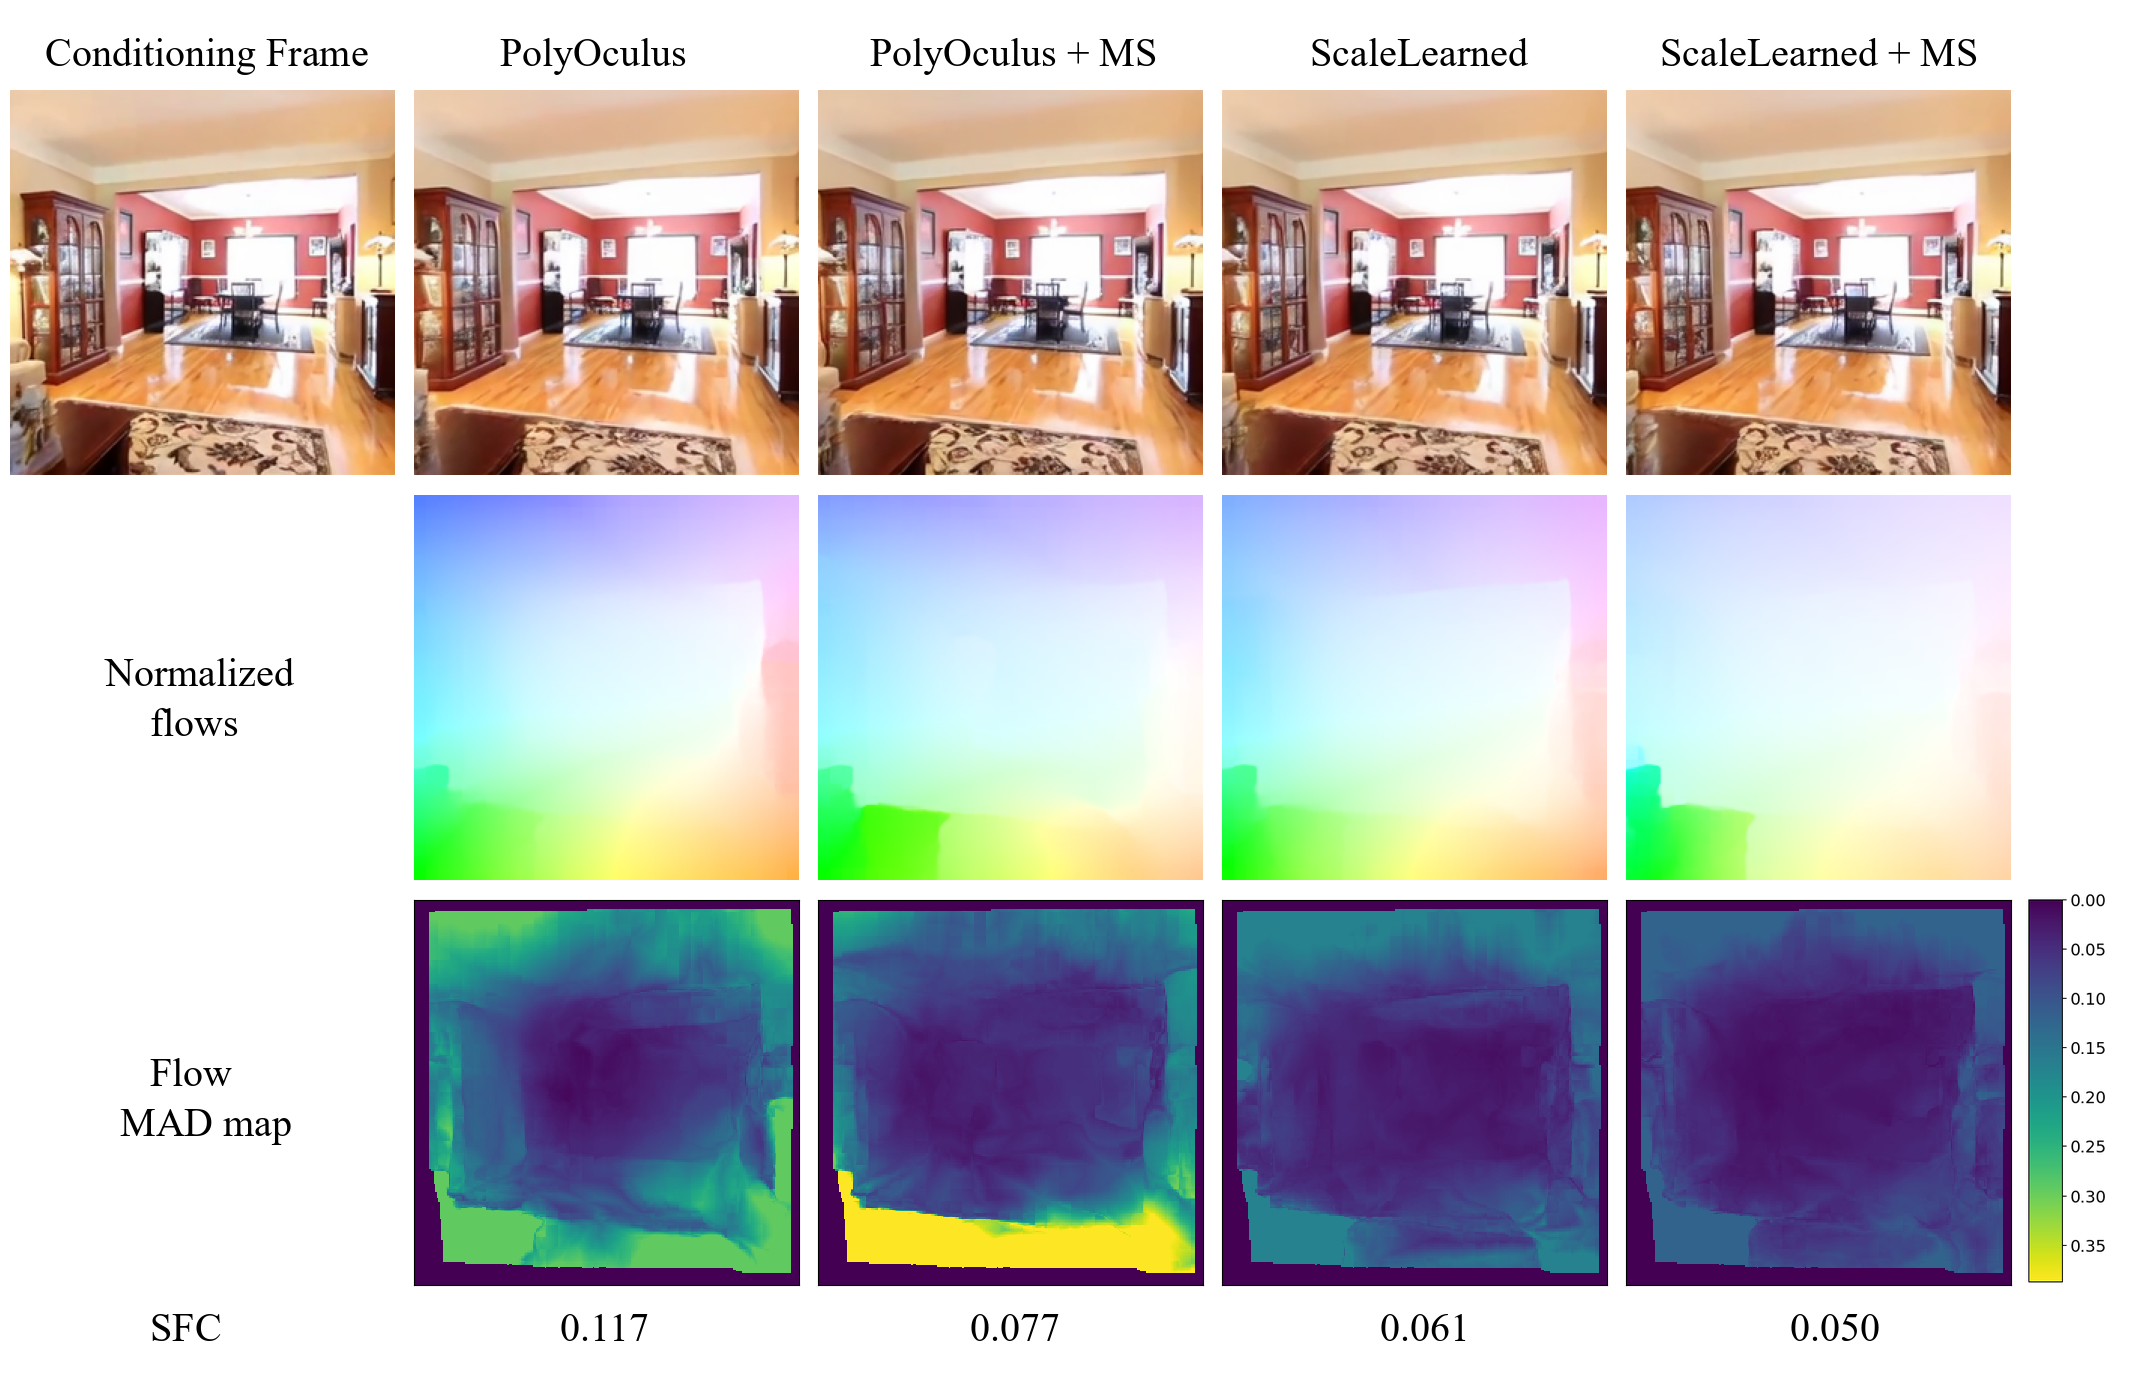 Conditioning Frame
PolyOculus
PolyOculus + MS
ScaleLearned
ScaleLearned + MS
Normalized
flows
Flow
MAD map
0.00
0.05
0.10
0.15
0.20
0.25
0.30
0.35
SFC
0.117
0.077
0.061
0.050